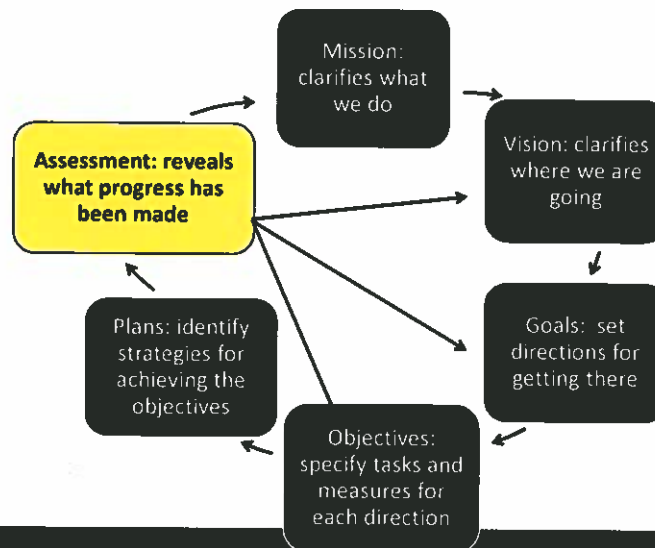 Mission:
clarifies what
we do
Vision: clarifies
where we are
going
Goals: set
directions for
getting there
Objectives:
specify tasks and
measures for
each direction
Plans: identify
strategies for
achieving the
objectives
Assessment: reveals
what progress has
been made